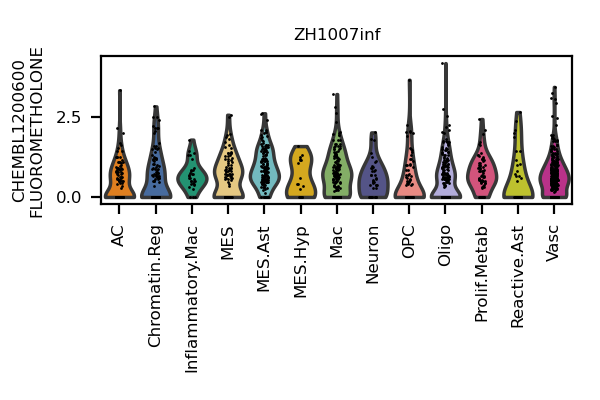 ZH1007inf
CHEMBL1200600
FLUOROMETHOLONE
2.5
0.0
AC
Chromatin.Reg
Inflammatory.Mac
MES
MES.Ast
MES.Hyp
Mac
Neuron
OPC
Oligo
Prolif.Metab
Reactive.Ast
Vasc